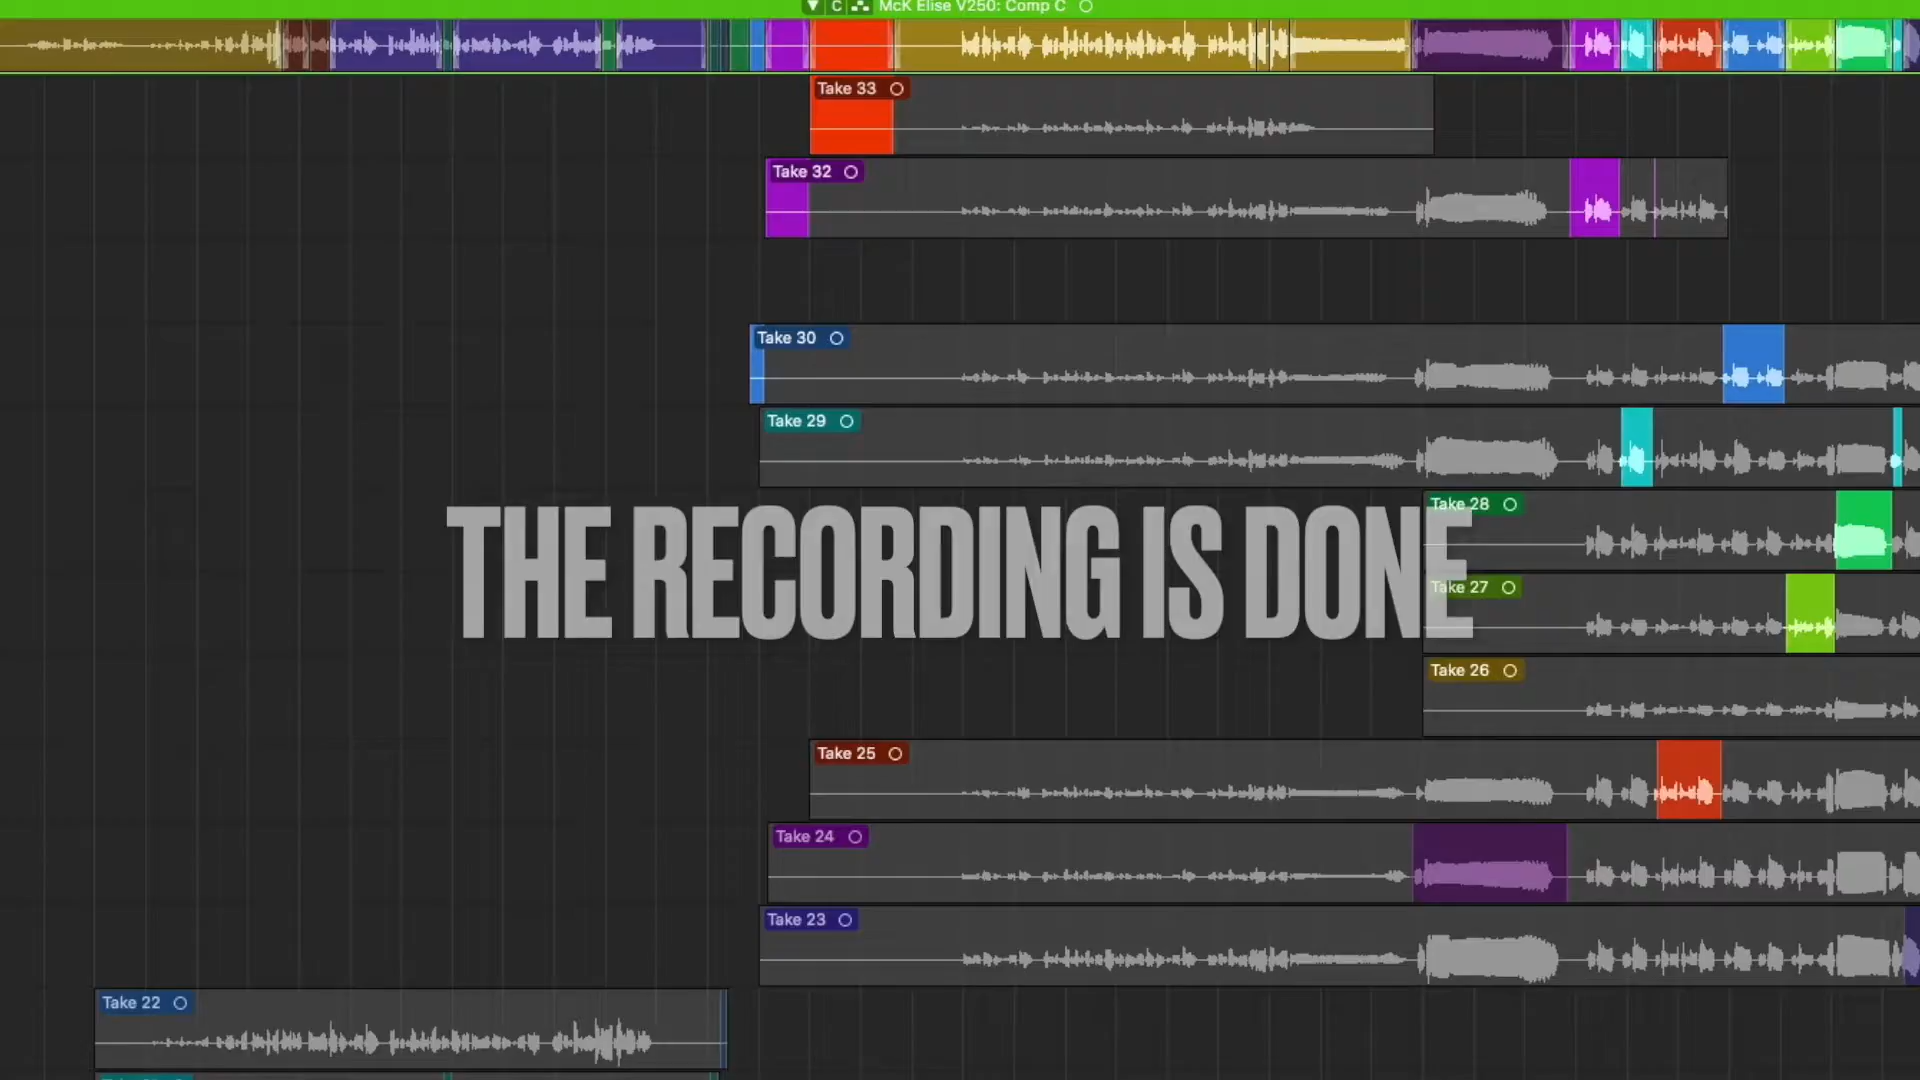 C McK Elise V250: Comp C
Take 33
Take 32
Take 30
Take 29
Take 28
THE RECORDING IS DONE
Take 27
Take 26
Take 25
Take 24
Take 23
Take 22